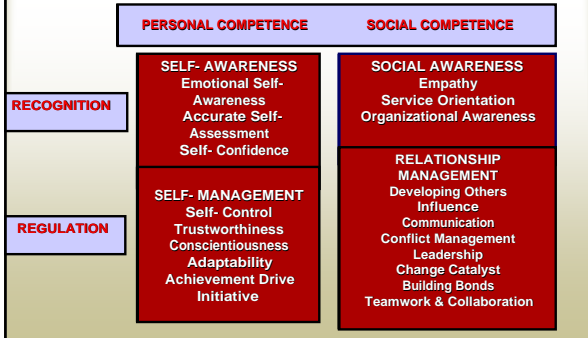 PERSONAL COMPETENCE
SOCIAL COMPETENCE
RECOGNITION
SELF- AWARENESS
Emotional Self-
Awareness
Accurate Self-
Assessment
Self- Confidence
SOCIAL AWARENESS
Empathy
Service Orientation
Organizational Awareness
REGULATION
SELF- MANAGEMENT
Self- Control
Trustworthiness
Conscientiousness
Adaptability
Achievement Drive
Initiative
RELATIONSHIP
MANAGEMENT
Developing Others
Influence
Communication
Conflict Management
Leadership
Change Catalyst
Building Bonds
Teamwork & Collaboration